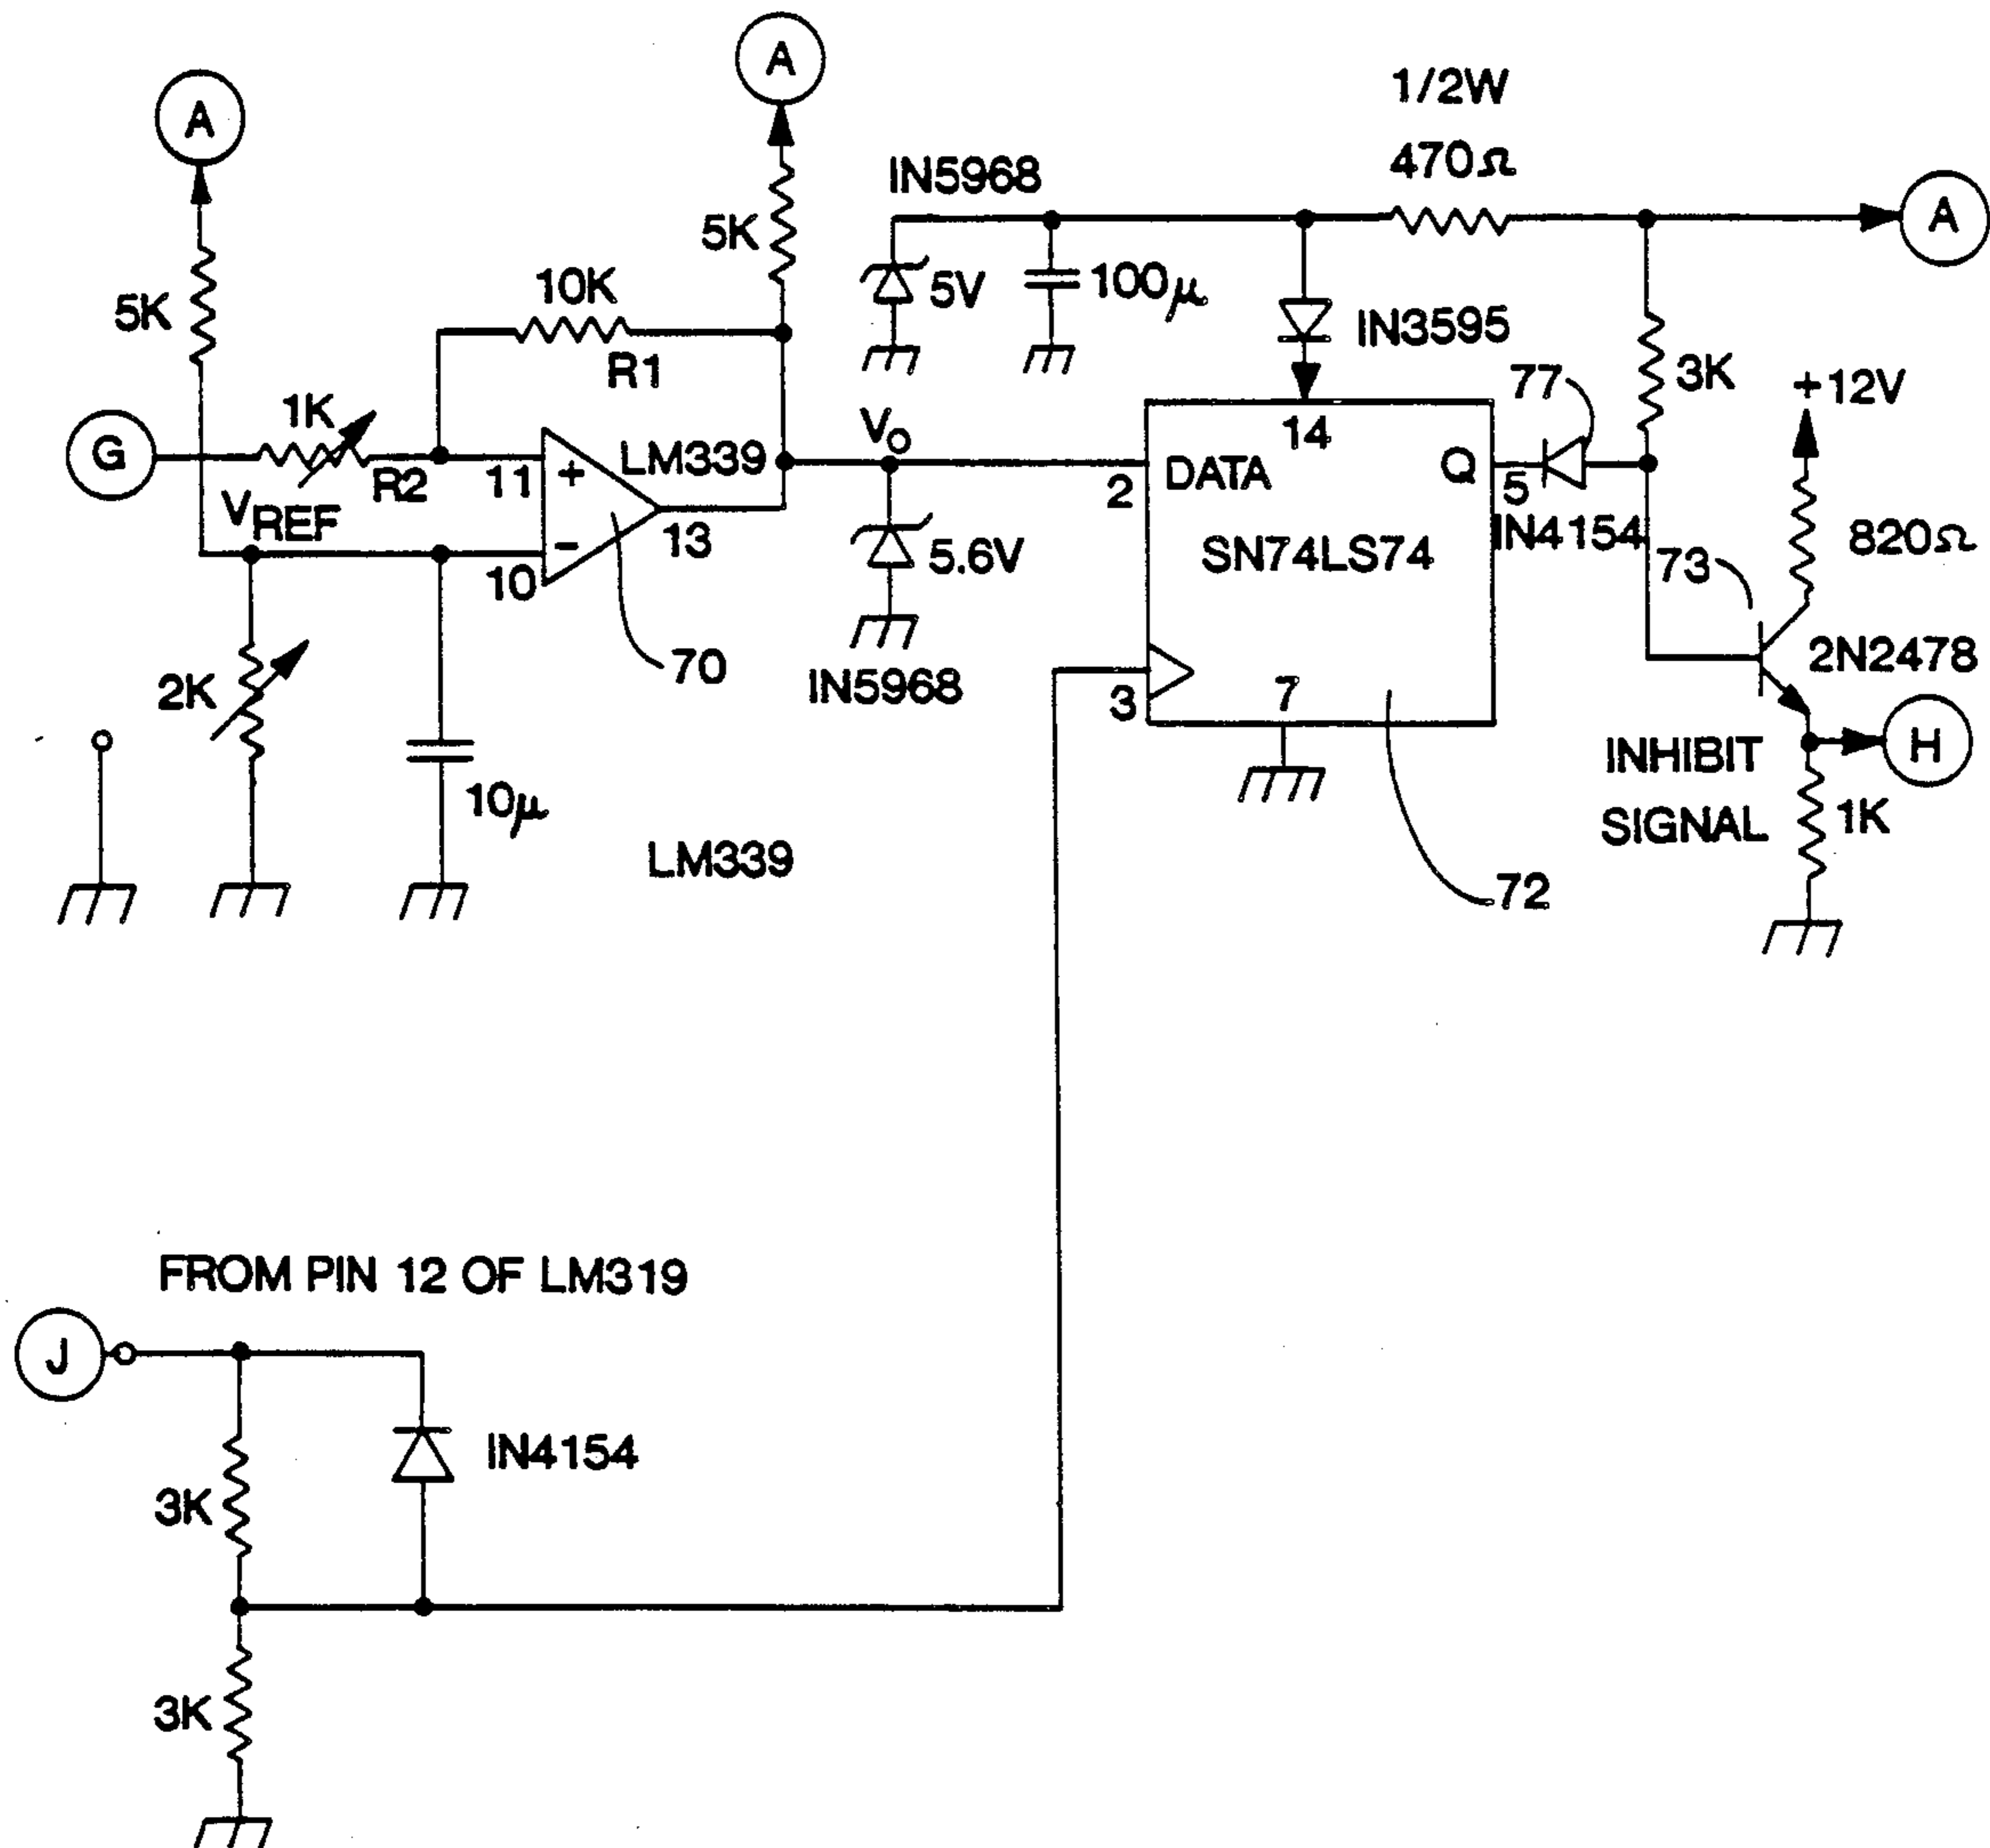 A
A
1/2W
470Ω
IN5968
A
5K
5K
10K
5V
100μ
IN3595
R1
77
3K
+12V
1K
G
R2
11
+
LM339
VO
14
DATA
Q
5
2
VREF
-
10
13
5.6V
SN74LS74
IN4154
820Ω
73
2K
70
IN5968
3
7
2N2478
H
INHIBIT
SIGNAL
1K
10μ
LM339
72
FROM PIN 12 OF LM319
J
IN4154
3K
3K